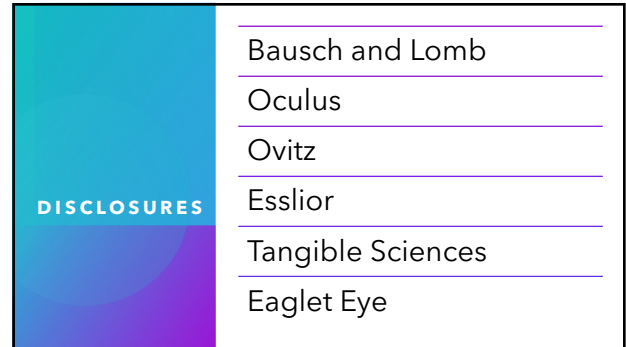 DISCLOSURES
Bausch and Lomb
Oculus
Ovitz
Esslior
Tangible Sciences
Eaglet Eye